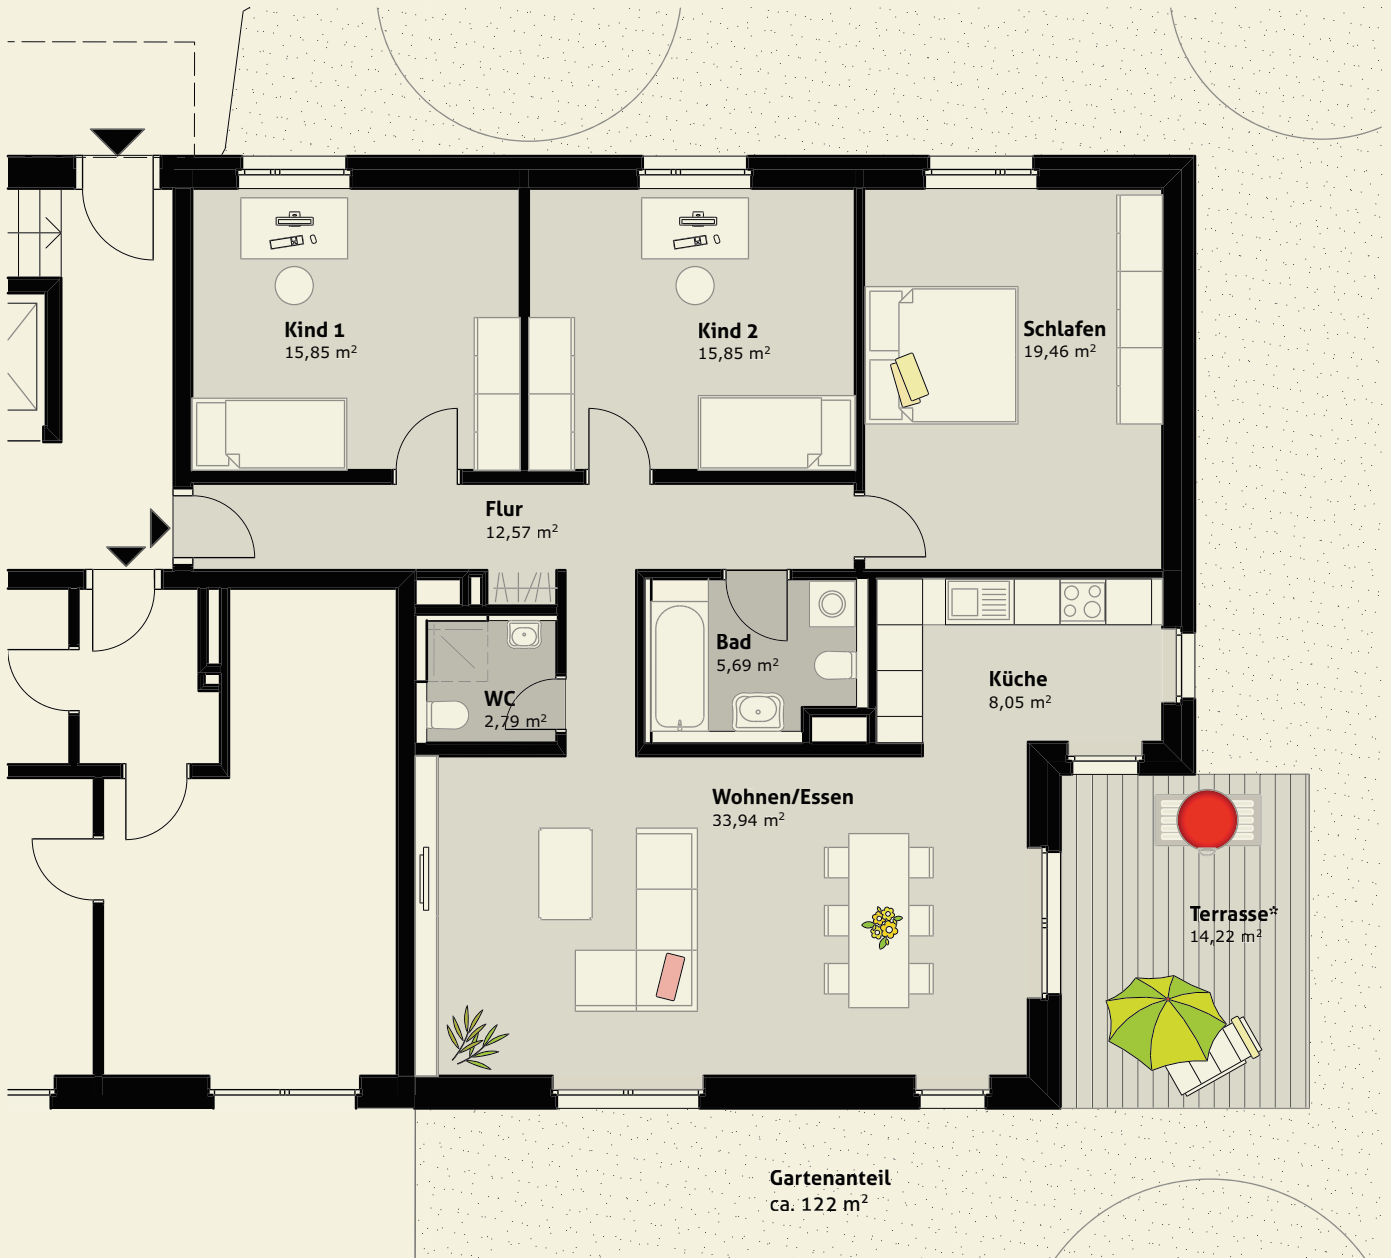 Kind 1
15,85 m²
Kind 2
15,85 m²
Schlafen
19,46 m²
Flur
12,57 m²
Bad
5,69 m²
WC
2,79 m²
Küche
8,05 m²
Wohnen/Essen
33,94 m²
Terrasse*
14,22 m²
Gartenanteil
ca. 122 m²